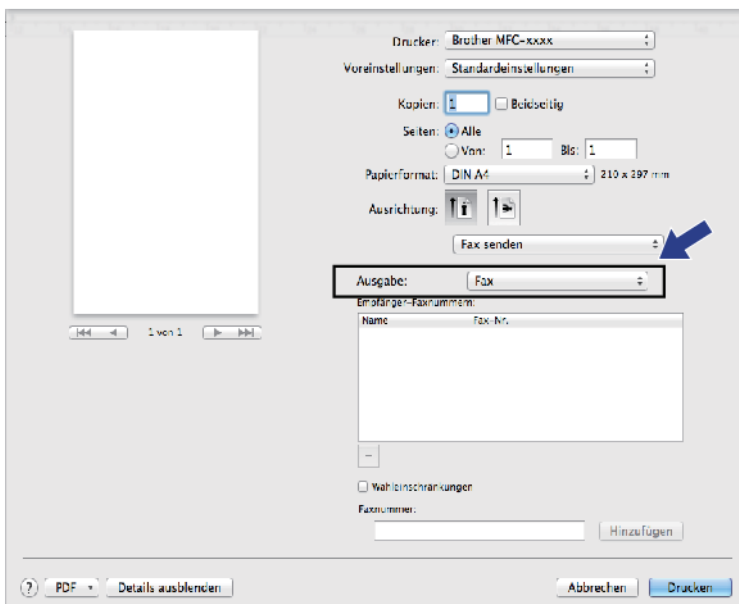 Drucker: Brother MFC-xxxx
Voreinstellungen: Standardeinstellungen
Kopien: 1 Beidseitig
Seiten: Alle
Von: 1 Bis: 1
Papierformat: DIN A4 210 x 297 mm
Ausrichtung:
Fax senden
Ausgabe: Fax
Empfänger-Faxnummern:
Name Fax-Nr.
1 von 1
–
Wähleinschränkungen
Faxnummer:
Hinzufügen
? PDF Details ausblenden Abbrechen Drucken